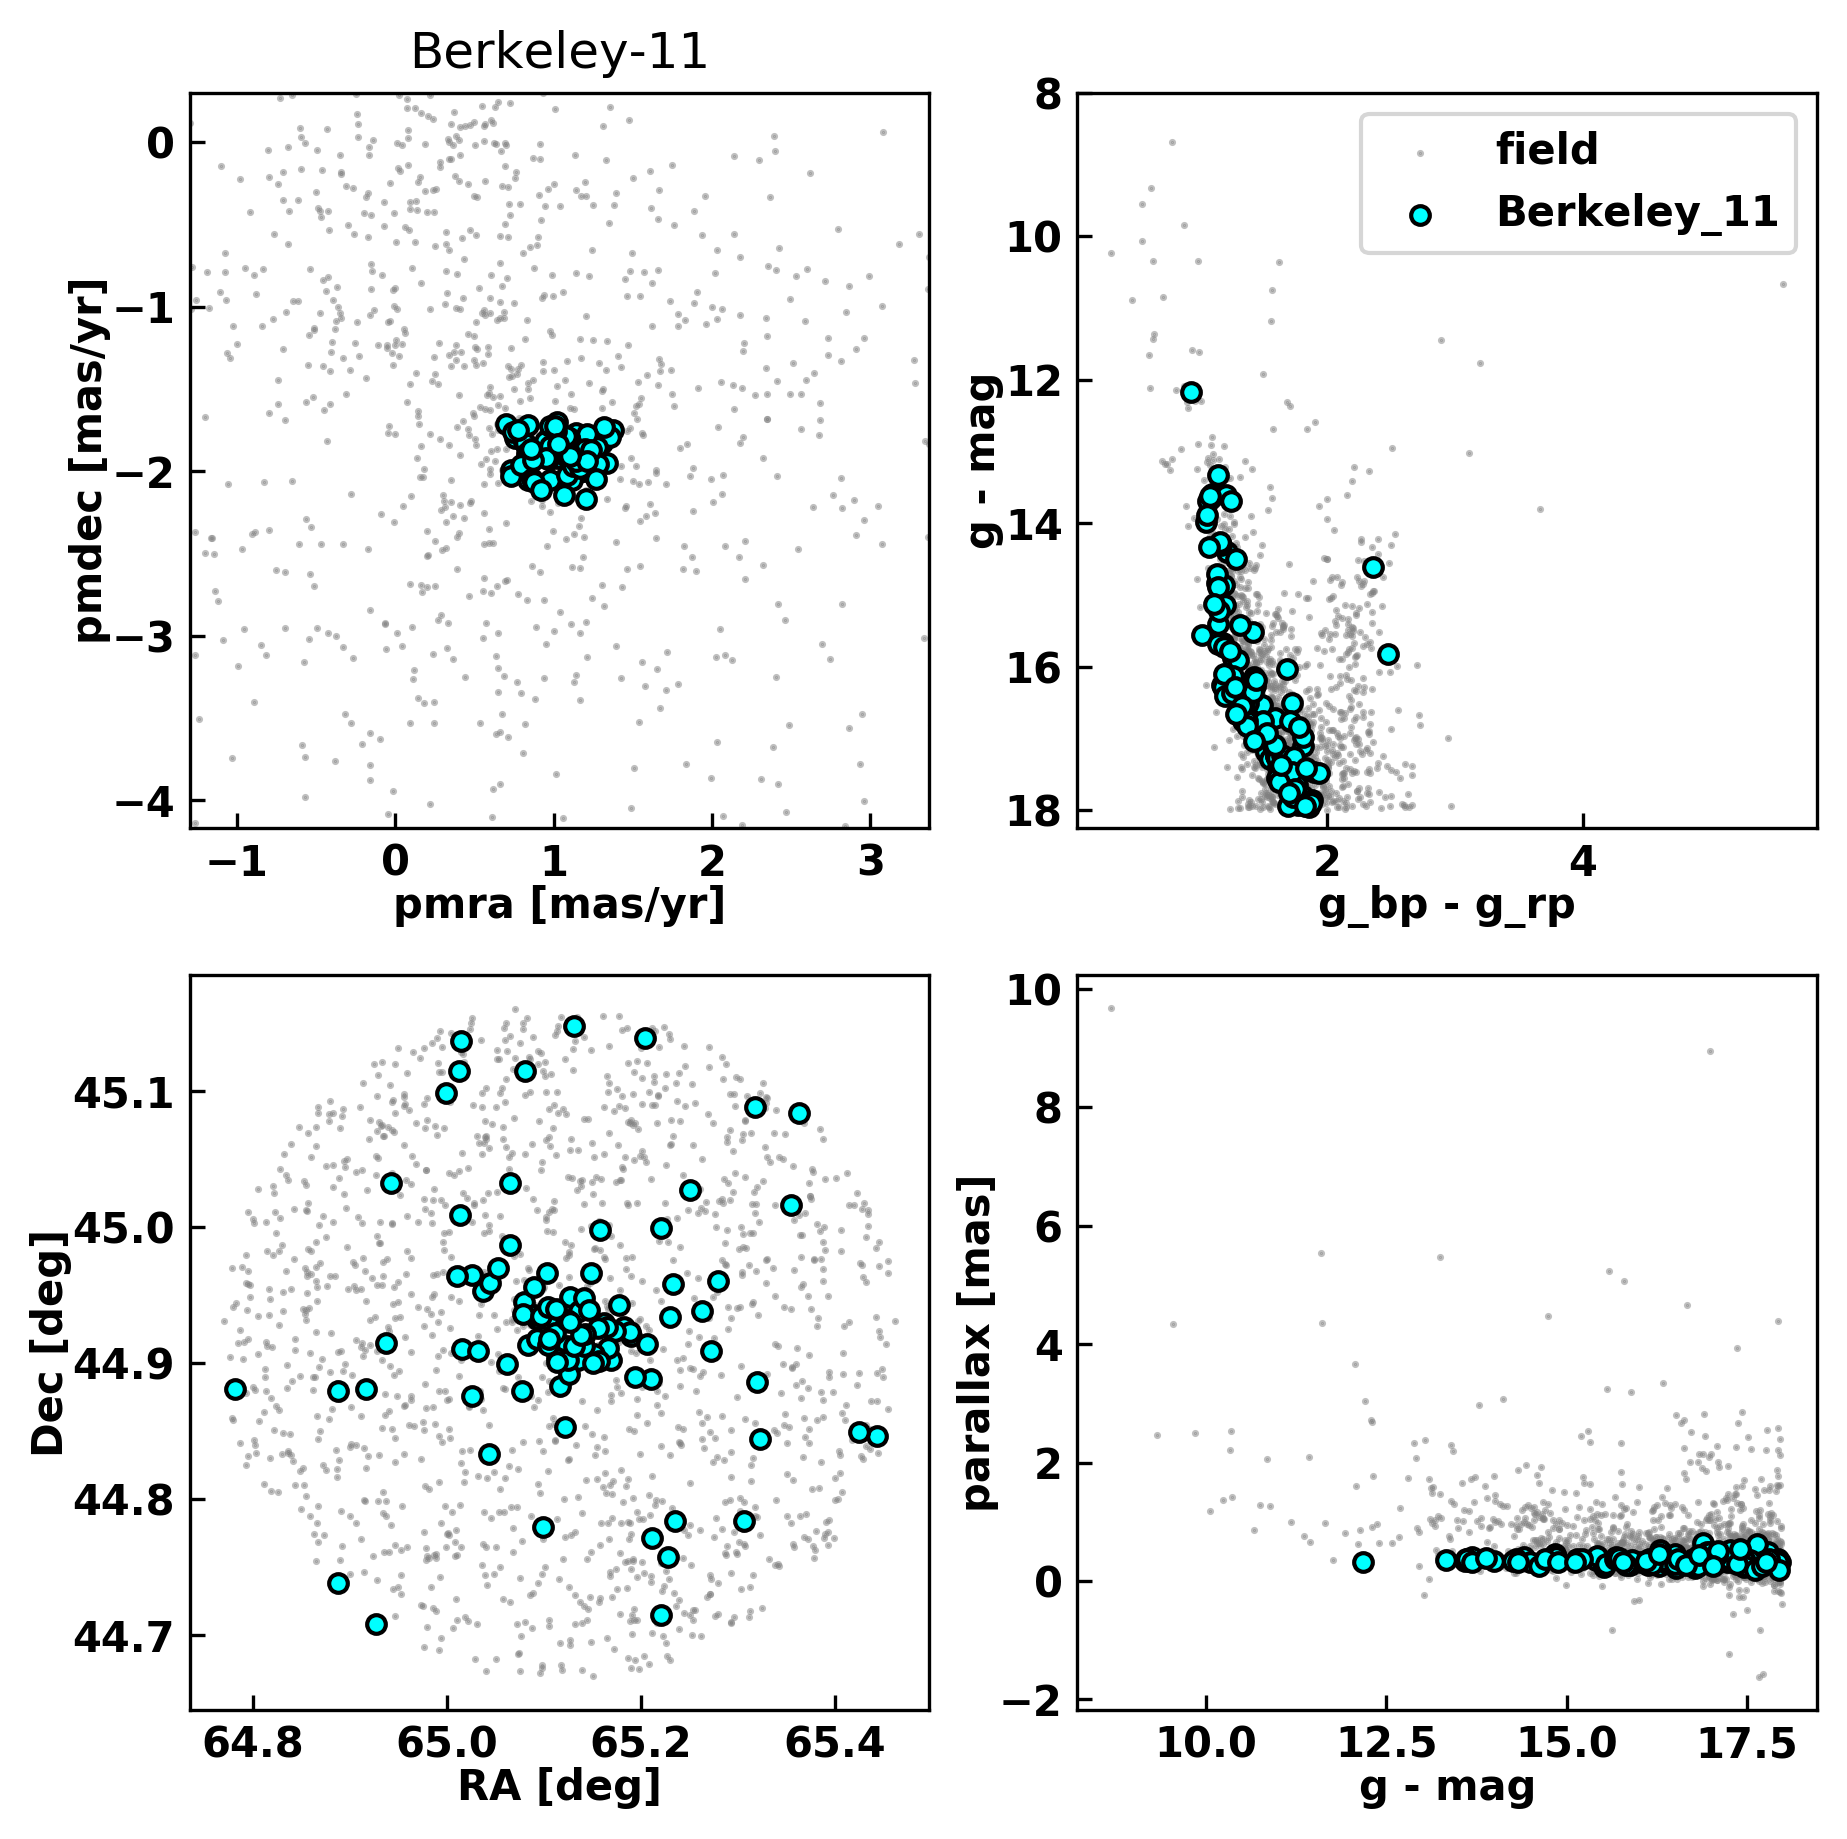 Berkeley-11
0
−1
−2
−3
−4
pmdec [mas/yr]
−1 0 1 2 3
pmra [mas/yr]
8
10
12
14
16
18
g - mag
field
Berkeley_11
2 4
g_bp - g_rp
45.1
45.0
44.9
44.8
44.7
Dec [deg]
64.8 65.0 65.2 65.4
RA [deg]
10
8
6
4
2
0
−2
parallax [mas]
10.0 12.5 15.0 17.5
g - mag